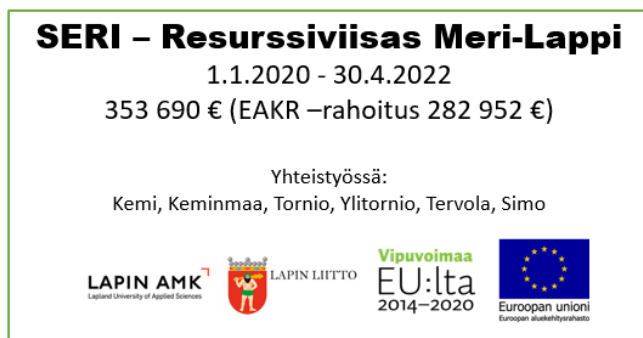 SERI – Resurssiviisas Meri-Lappi
1.1.2020 - 30.4.2022
353 690 € (EAKR –rahoitus 282 952 €)
Yhteistyössä:
Kemi, Keminmaa, Tornio, Ylitornio, Tervola, Simo
LAPIN AMK
Lapland University of Applied Sciences
LAPIN LIITTO
Vipuvoimaa
EU:lta
2014–2020
Euroopan unioni
Euroopan aluekehitysrahasto